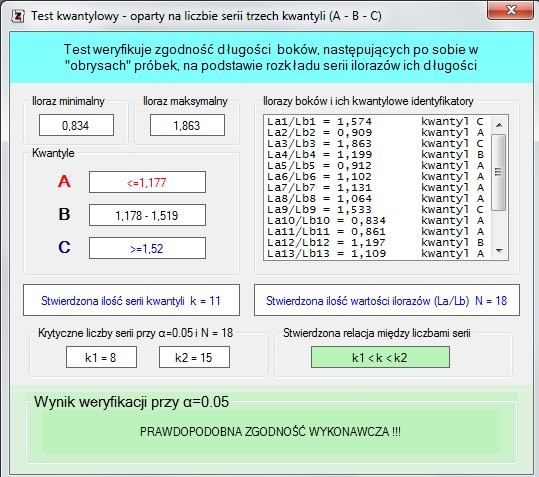 Test kwantylowy - oparty na liczbie serii trzech kwantyli (A - B - C)
Test weryfikuje zgodność długości boków, następujących po sobie w
"obrysach" próbek, na podstawie rozkładu serii ilorazów ich długości
Iloraz minimalny
0,834
Iloraz maksymalny
1,863
Kwantyle
A <=1,177
B 1,178 - 1,519
C >=1,52
Ilorazy boków i ich kwantylowe identyfikatory
La1/Lb1 = 1,574 kwantyl C
La2/Lb2 = 0,909 kwantyl A
La3/Lb3 = 1,863 kwantyl C
La4/Lb4 = 1,199 kwantyl B
La5/Lb5 = 0,912 kwantyl A
La6/Lb6 = 1,102 kwantyl A
La7/Lb7 = 1,131 kwantyl A
La8/Lb8 = 1,064 kwantyl A
La9/Lb9 = 1,533 kwantyl C
La10/Lb10 = 0,834 kwantyl A
La11/Lb11 = 0,861 kwantyl A
La12/Lb12 = 1,197 kwantyl B
La13/Lb13 = 1,109 kwantyl A
Stwierdzona ilość serii kwantyli k = 11
Stwierdzona ilość wartości ilorazów (La/Lb) N = 18
Krytyczne liczby serii przy α=0.05 i N = 18
k1 = 8
k2 = 15
Stwierdzona relacja między liczbami serii
k1 < k < k2
Wynik weryfikacji przy α=0.05
PRAWDOPODOBNA ZGODNOŚĆ WYKONAWCZA !!!